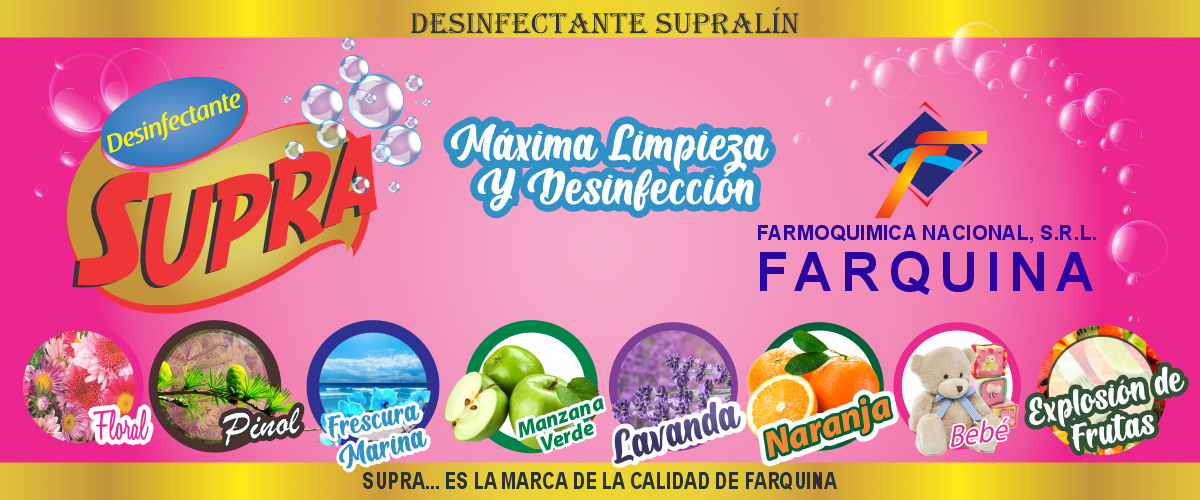 DESINFECTANTE SUPRALÍN
Desinfectante
SUPRA
Máxima Limpieza
Y Desinfección
FARMOQUIMICA NACIONAL, S.R.L.
FARQUINA
Floral
Pinol
Frescura
Marina
Manzana
Verde
Lavanda
Naranja
Bebé
Explosión de
Frutas
SUPRA... ES LA MARCA DE LA CALIDAD DE FARQUINA